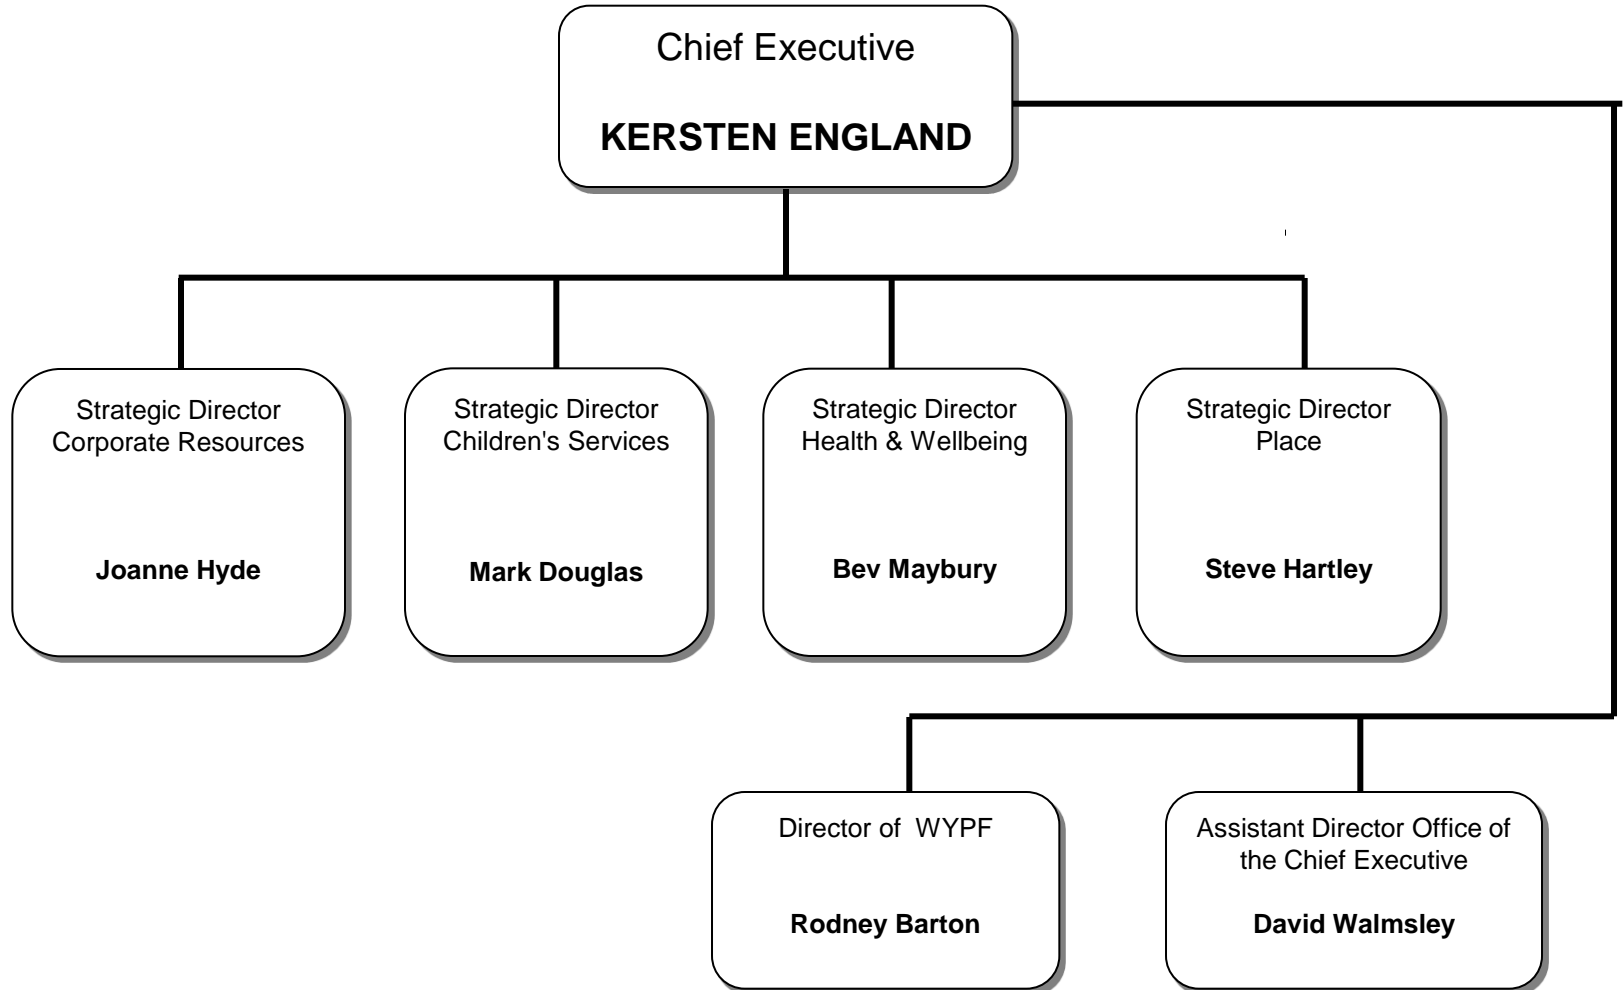 Chief Executive
KERSTEN ENGLAND
Strategic Director
Corporate Resources
Joanne Hyde
Strategic Director
Children's Services
Mark Douglas
Strategic Director
Health & Wellbeing
Bev Maybury
Strategic Director
Place
Steve Hartley
Director of  WYPF
Rodney Barton
Assistant Director Office of
the Chief Executive
David Walmsley